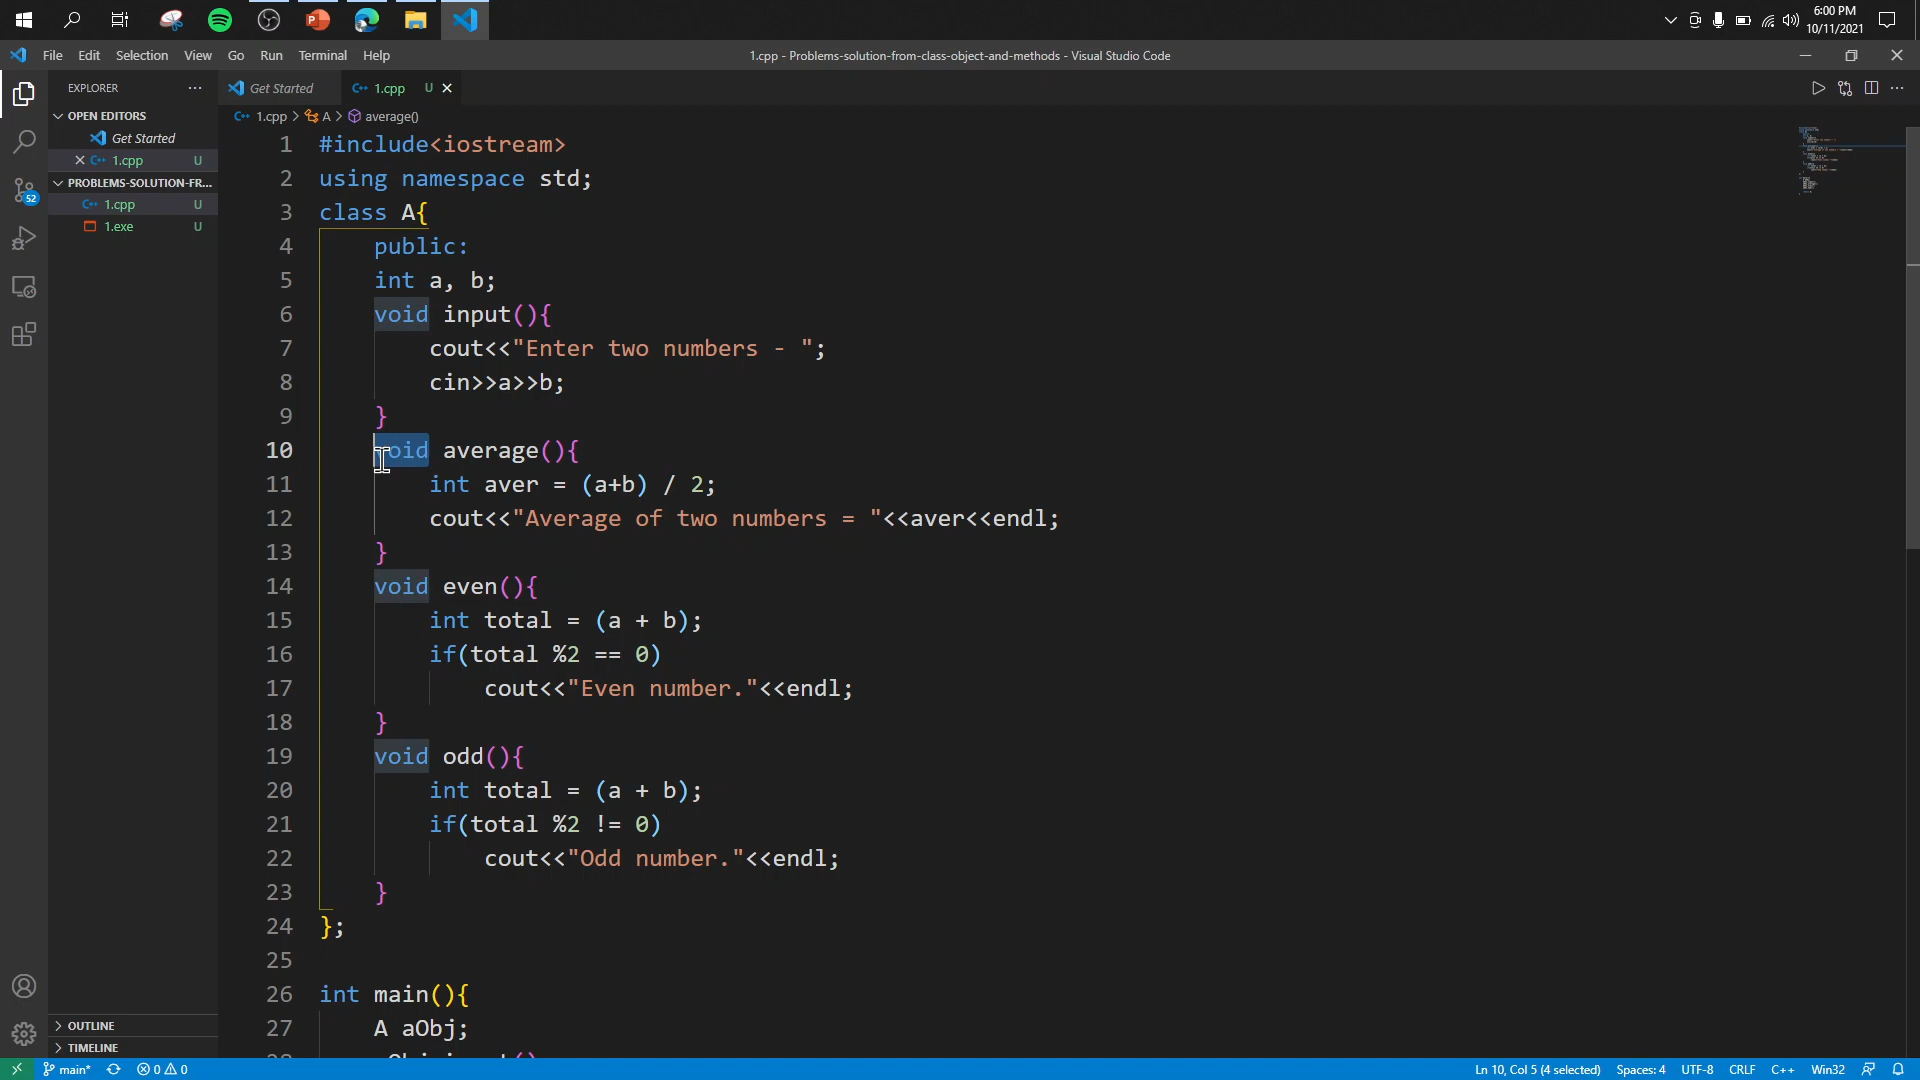 6:00 PM
10/11/2021
File Edit Selection View Go Run Terminal Help
1.cpp - Problems-solution-from-class-object-and-methods - Visual Studio Code
EXPLORER
Get Started
1.cpp U
OPEN EDITORS
Get Started
1.cpp U
PROBLEMS-SOLUTION-FR...
1.cpp U
1.exe U
52
1.cpp > A > average()
1 #include<iostream>
2 using namespace std;
3 class A{
4 public:
5 int a, b;
6 void input(){
7 cout<<"Enter two numbers - ";
8 cin>>a>>b;
9 }
10 void average(){
11 int aver = (a+b) / 2;
12 cout<<"Average of two numbers = "<<aver<<endl;
13 }
14 void even(){
15 int total = (a + b);
16 if(total %2 == 0)
17 cout<<"Even number."<<endl;
18 }
19 void odd(){
20 int total = (a + b);
21 if(total %2 != 0)
22 cout<<"Odd number."<<endl;
23 }
24 };
25
26 int main(){
27 A aObj;
OUTLINE
TIMELINE
main* 0 0
Ln 10, Col 5 (4 selected) Spaces: 4 UTF-8 CRLF C++ Win32